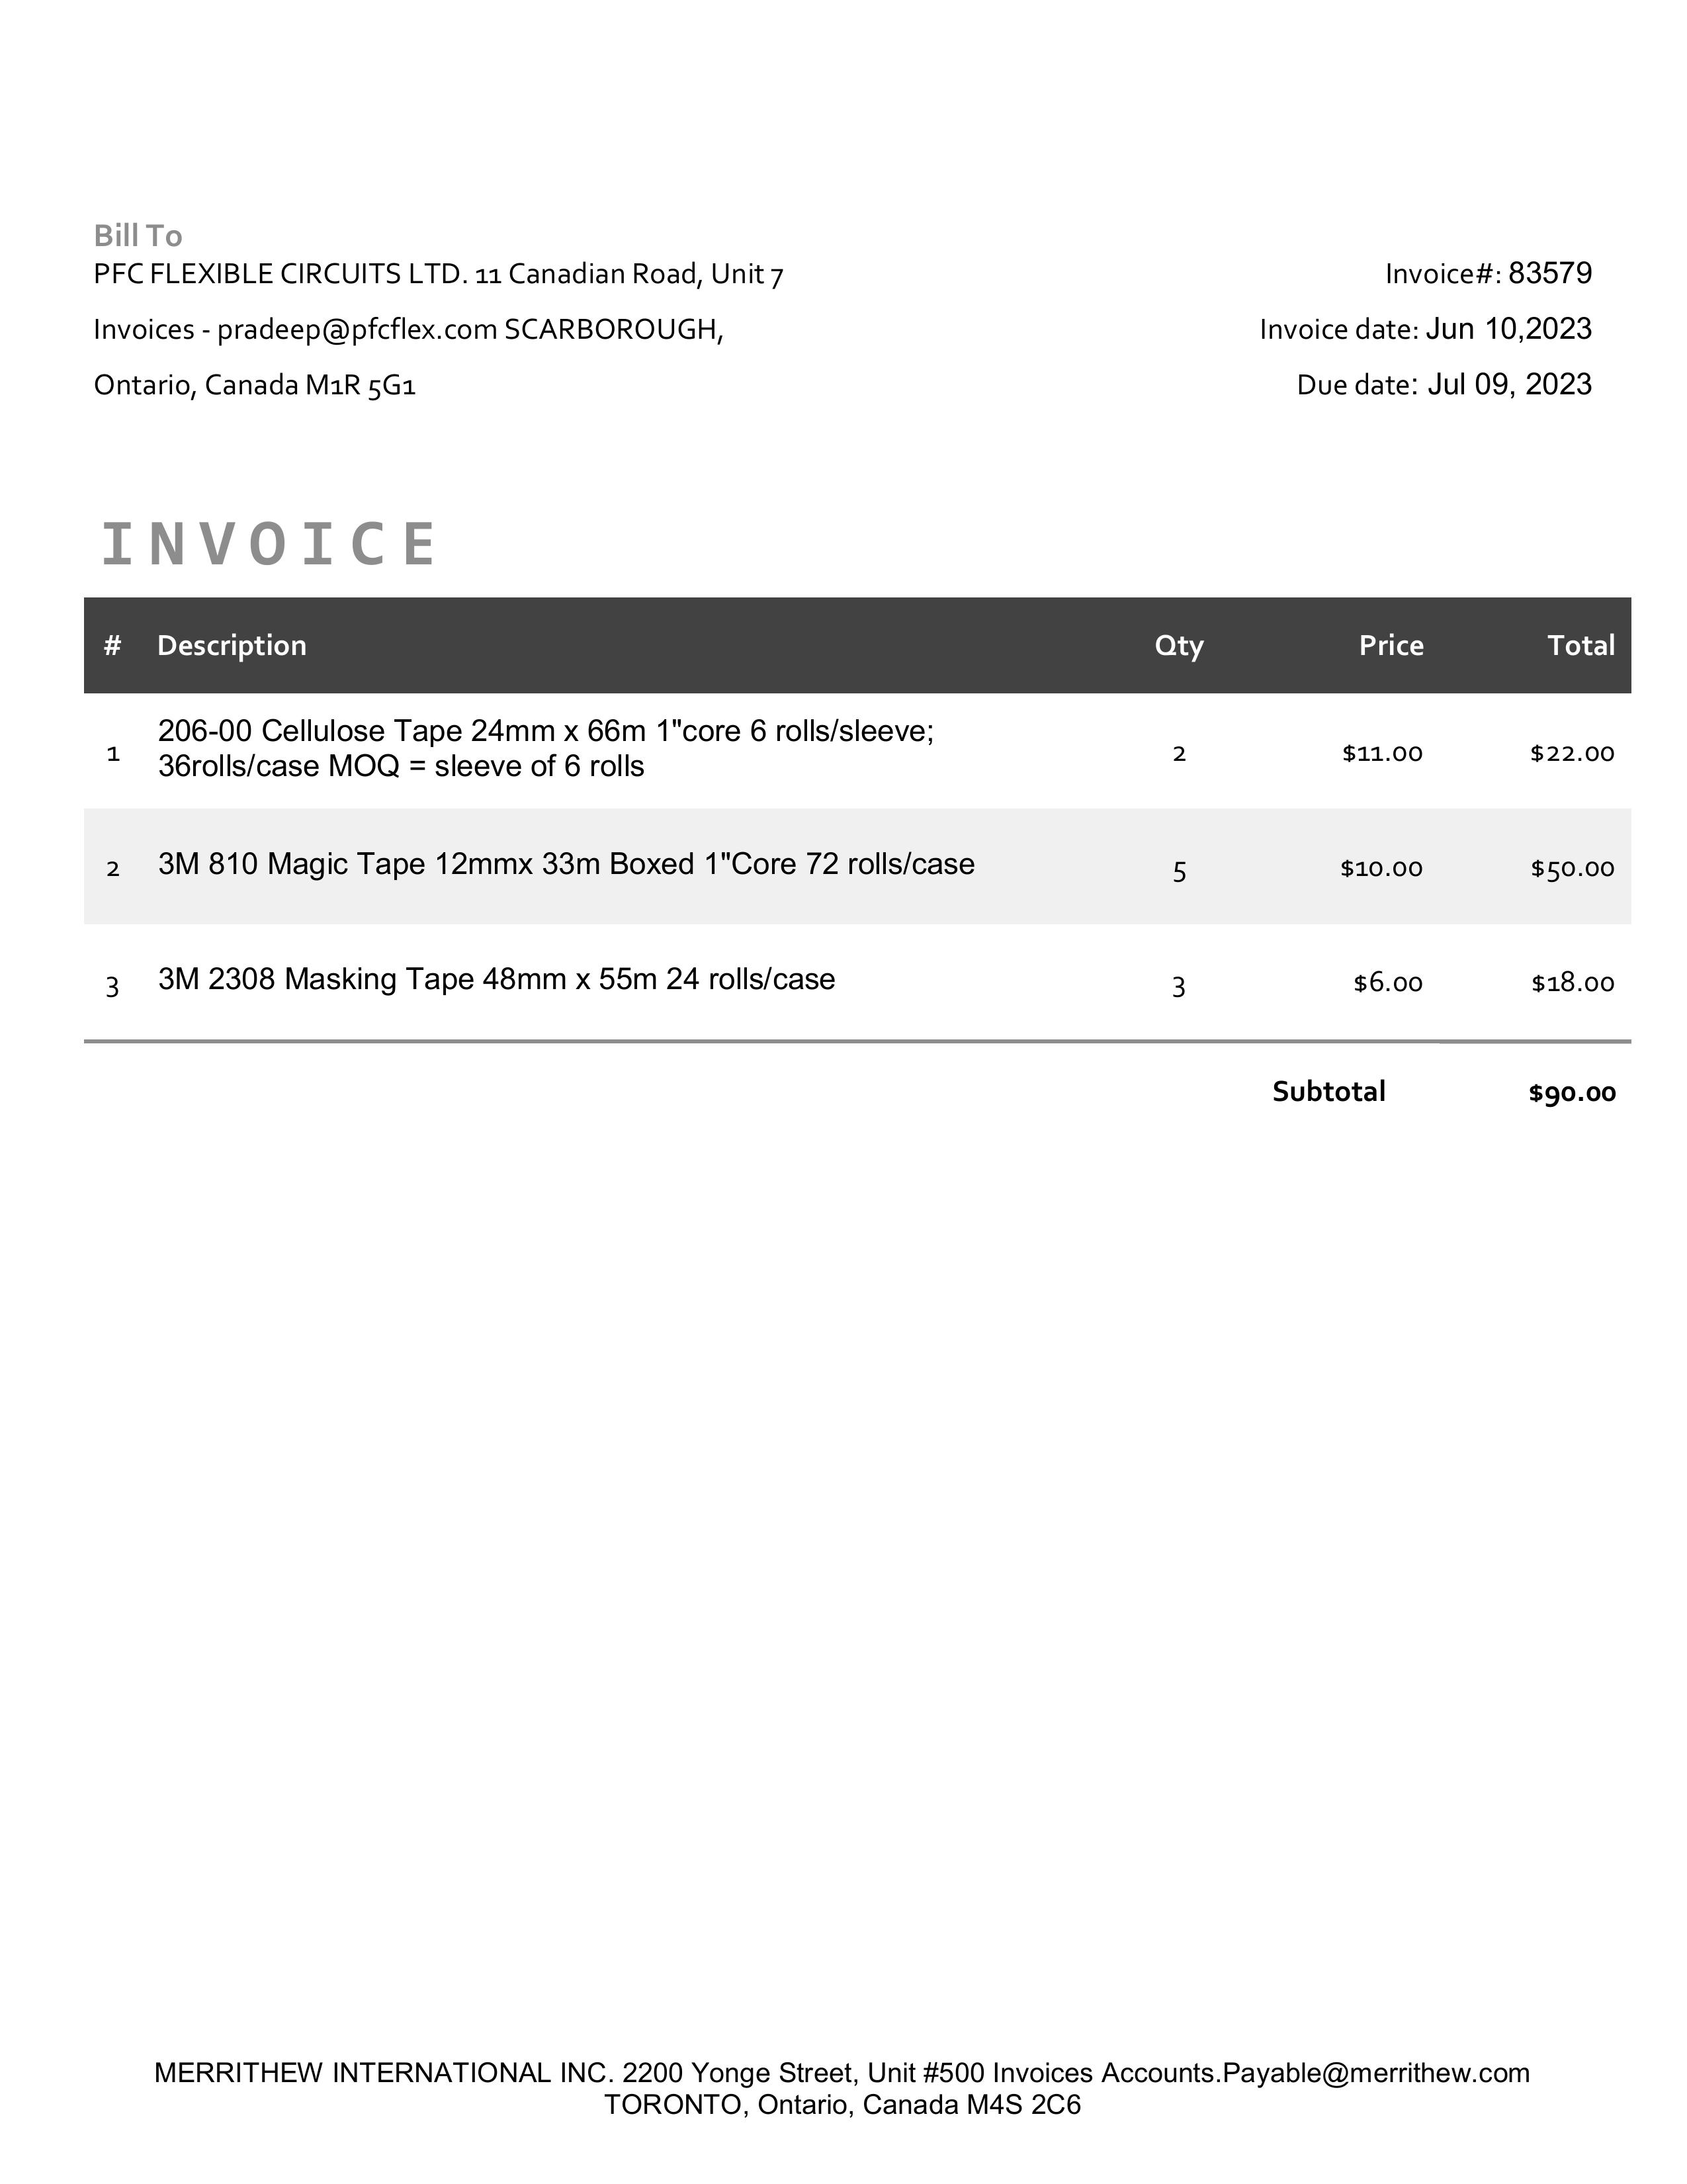 Bill To
PFC FLEXIBLE CIRCUITS LTD. 11 Canadian Road, Unit 7
Invoices - pradeep@pfcflex.com SCARBOROUGH,
Ontario, Canada M1R 5G1
Invoice#: 83579
Invoice date: Jun 10,2023
Due date: Jul 09, 2023
INVOICE
# Description Qty Price Total
1 206-00 Cellulose Tape 24mm x 66m 1"core 6 rolls/sleeve;
36rolls/case MOQ = sleeve of 6 rolls 2 $11.00 $22.00
2 3M 810 Magic Tape 12mmx 33m Boxed 1"Core 72 rolls/case 5 $10.00 $50.00
3 3M 2308 Masking Tape 48mm x 55m 24 rolls/case 3 $6.00 $18.00
Subtotal $90.00
MERRITHEW INTERNATIONAL INC. 2200 Yonge Street, Unit #500 Invoices Accounts.Payable@merrithew.com
TORONTO, Ontario, Canada M4S 2C6